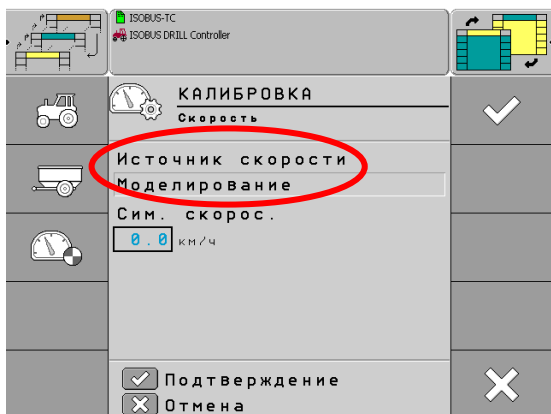 ISOBUS-TC
ISOBUS DRILL Controller
КАЛИБРОВКА
Скорость
Источник скорости
Моделирование
Сим. скорос.
0.0 км/ч
Подтверждение
Отмена